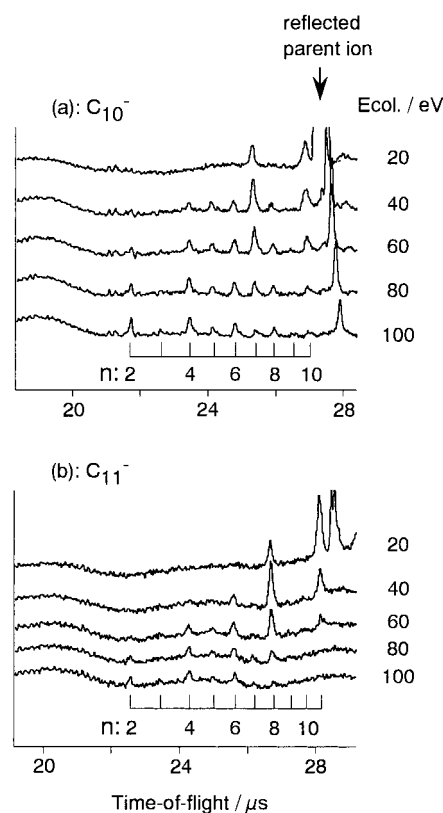 reflected
parent ion
(a): C10⁻
Ecol. / eV
20
40
60
80
100
n: 2 4 6 8 10
20 24 28
(b): C11⁻
20
40
60
80
100
n: 2 4 6 8 10
20 24 28
Time-of-flight / μs